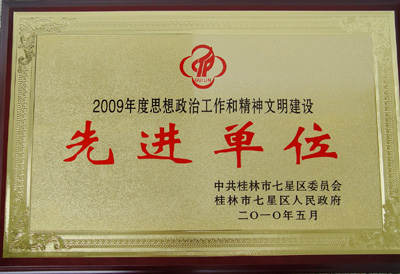 2009年度思想政治工作和精神文明建设
先进单位
中共桂林市七星区委员会
桂林市七星区人民政府
二〇一〇年五月